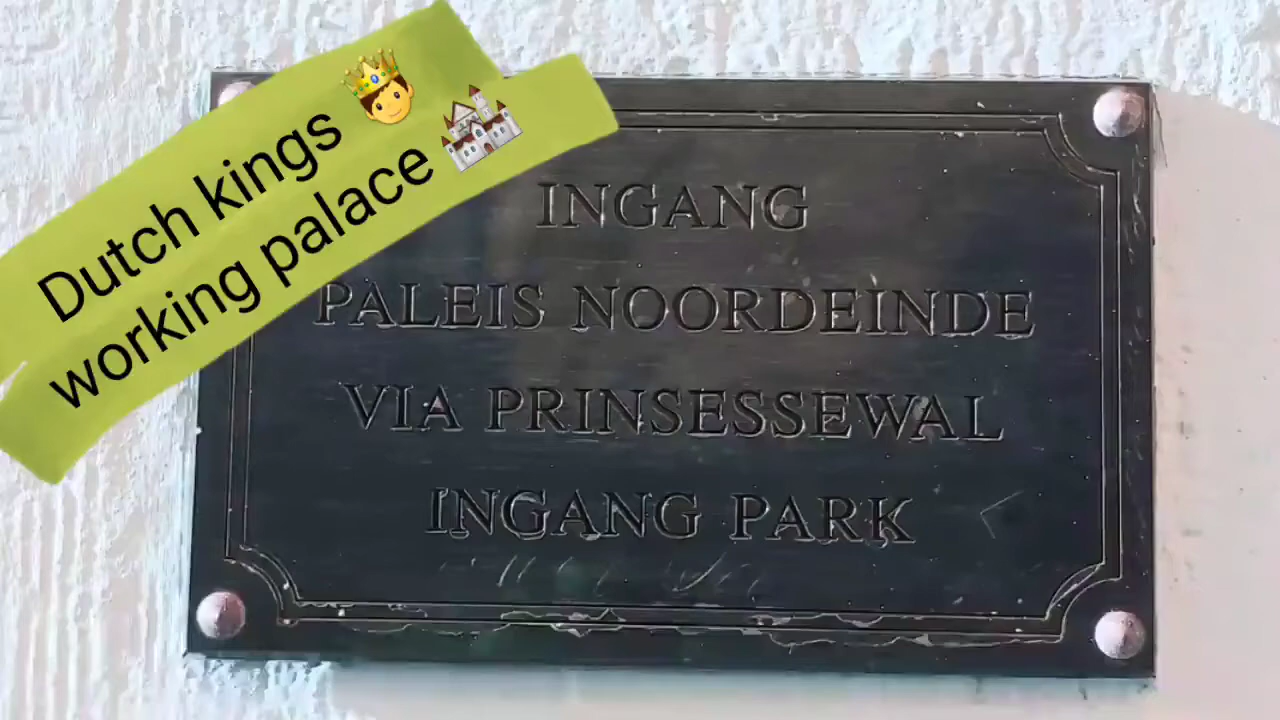 Dutch kings 🤴
working palace 🏰
INGANG
PALEIS NOORDEINDE
VIA PRINSESSEWAL
INGANG PARK